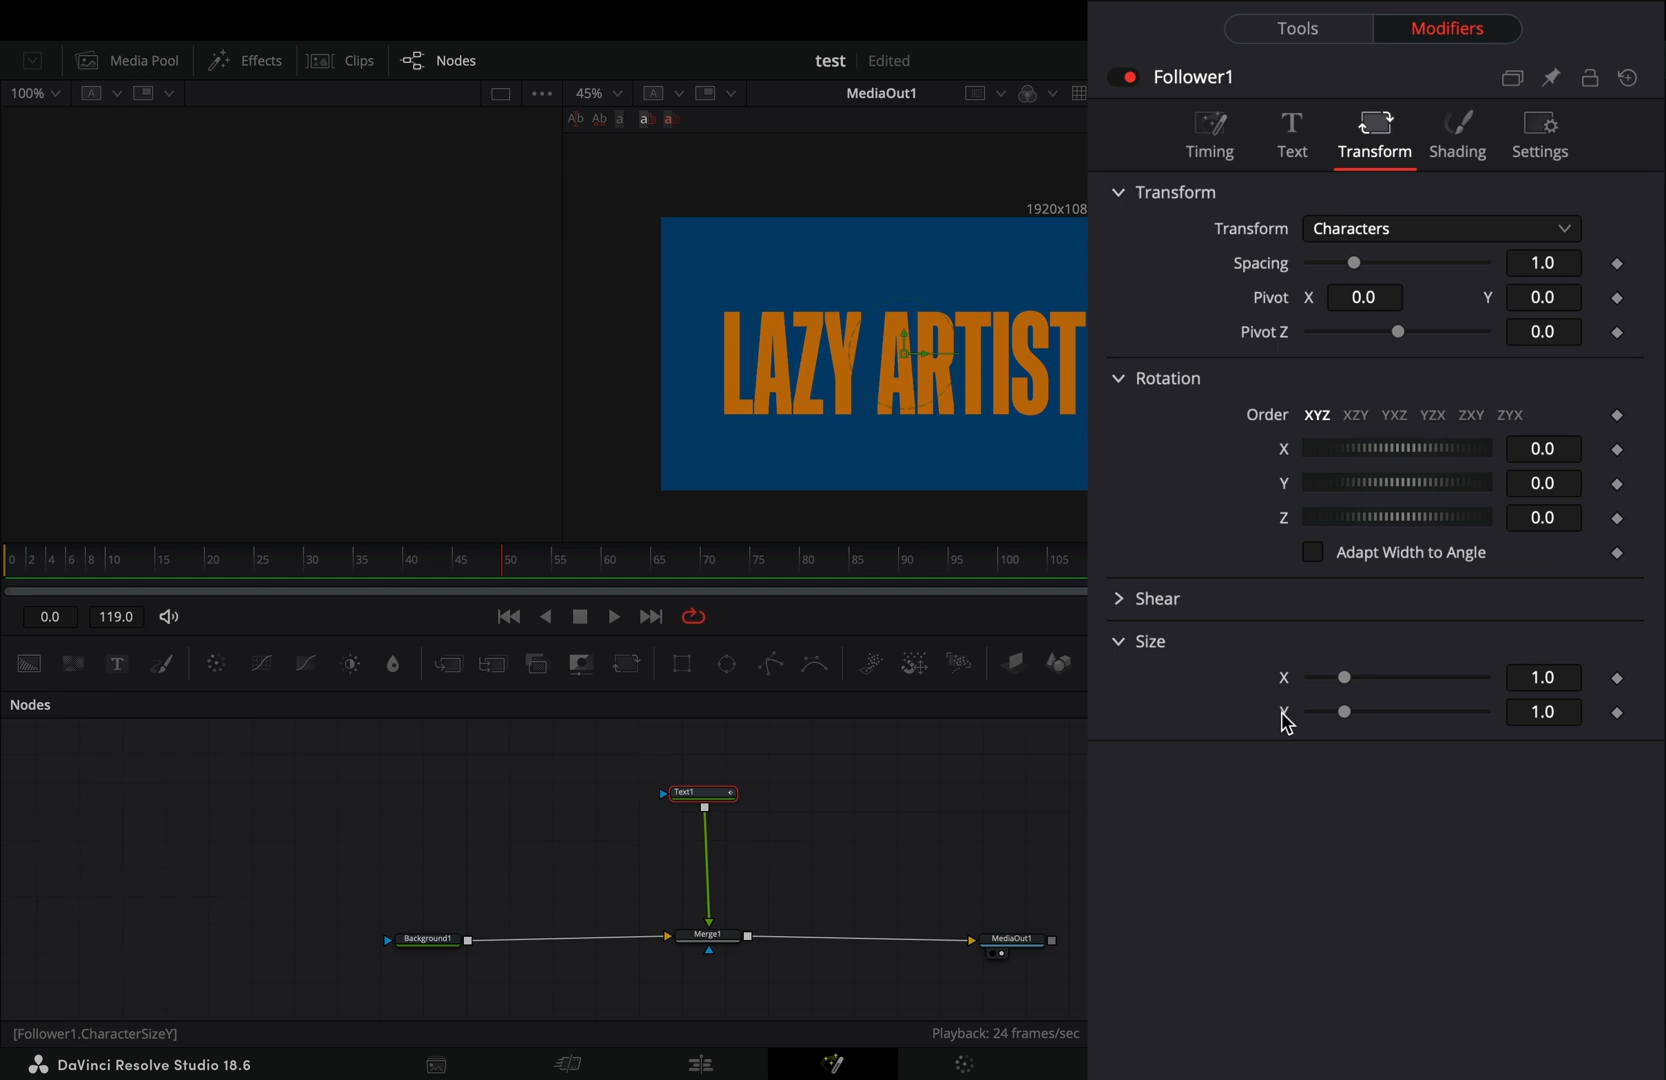 Tools Modifiers
Media Pool Effects Clips Nodes test Edited
Follower1
100% A 45% A MediaOut1
Ab Ab a a a
Timing Text Transform Shading Settings
Transform
1920x108
Transform Characters
Spacing 1.0
Pivot X 0.0 Y 0.0
Pivot Z 0.0
LAZY ARTIST
Rotation
Order XYZ XZY YXZ YZX ZXY ZYX
X 0.0
Y 0.0
Z 0.0
Adapt Width to Angle
0 2 4 6 8 10 15 20 25 30 35 40 45 50 55 60 65 70 75 80 85 90 95 100 105
Shear
0.0 119.0
Size
X 1.0
Y 1.0
T
Nodes
Text1
Background1 Merge1 MediaOut1
[Follower1.CharacterSizeY] Playback: 24 frames/sec
DaVinci Resolve Studio 18.6